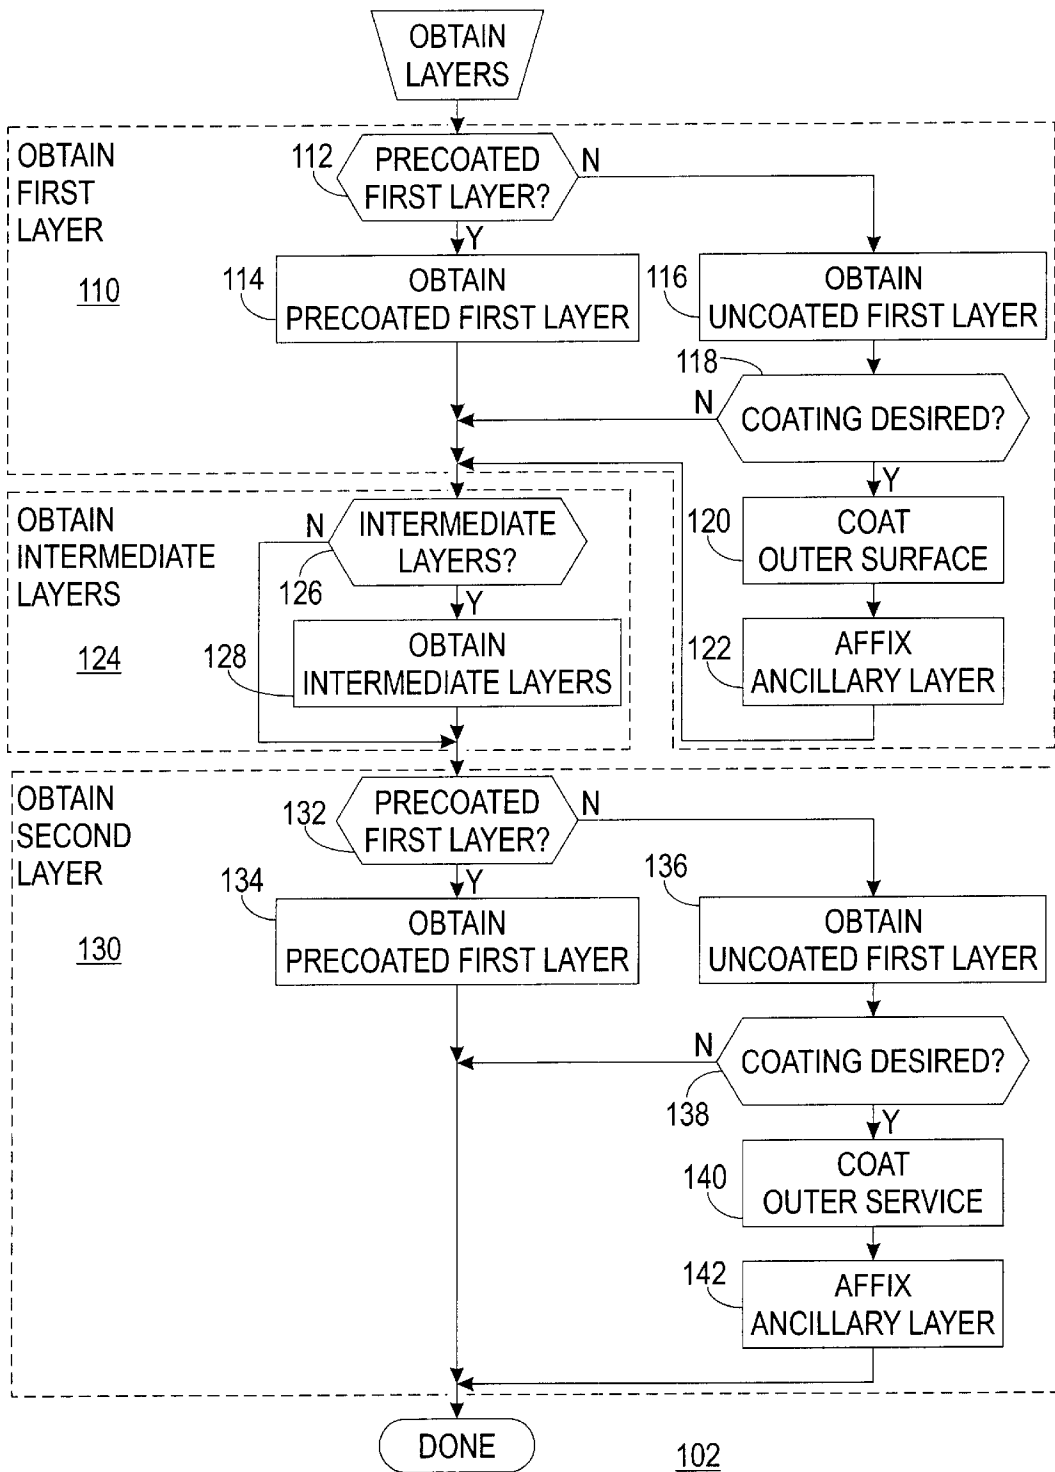 OBTAIN
LAYERS
OBTAIN
FIRST
LAYER
110
112
PRECOATED
FIRST LAYER?
N
Y
114
OBTAIN
PRECOATED FIRST LAYER
116
OBTAIN
UNCOATED FIRST LAYER
118
N
COATING DESIRED?
Y
120
COAT
OUTER SURFACE
122
AFFIX
ANCILLARY LAYER
OBTAIN
INTERMEDIATE
LAYERS
124
N
INTERMEDIATE
LAYERS?
126
Y
128
OBTAIN
INTERMEDIATE LAYERS
OBTAIN
SECOND
LAYER
130
132
PRECOATED
FIRST LAYER?
N
Y
134
OBTAIN
PRECOATED FIRST LAYER
136
OBTAIN
UNCOATED FIRST LAYER
N
COATING DESIRED?
138
Y
140
COAT
OUTER SERVICE
142
AFFIX
ANCILLARY LAYER
DONE
102